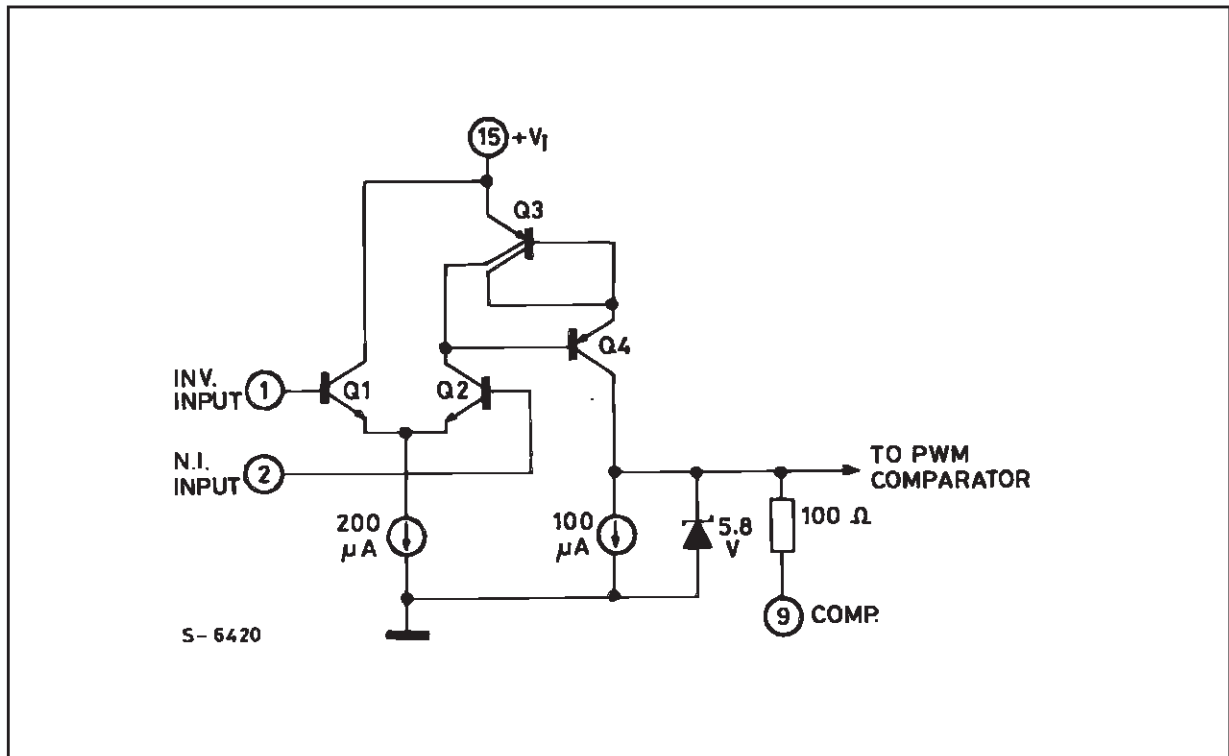 15 +VI
Q3
Q4
INV.
INPUT 1
Q1
Q2
N.I.
INPUT 2
TO PWM
COMPARATOR
200
µA
100
µA
5.8
V
100 Ω
9 COMP.
S-6420